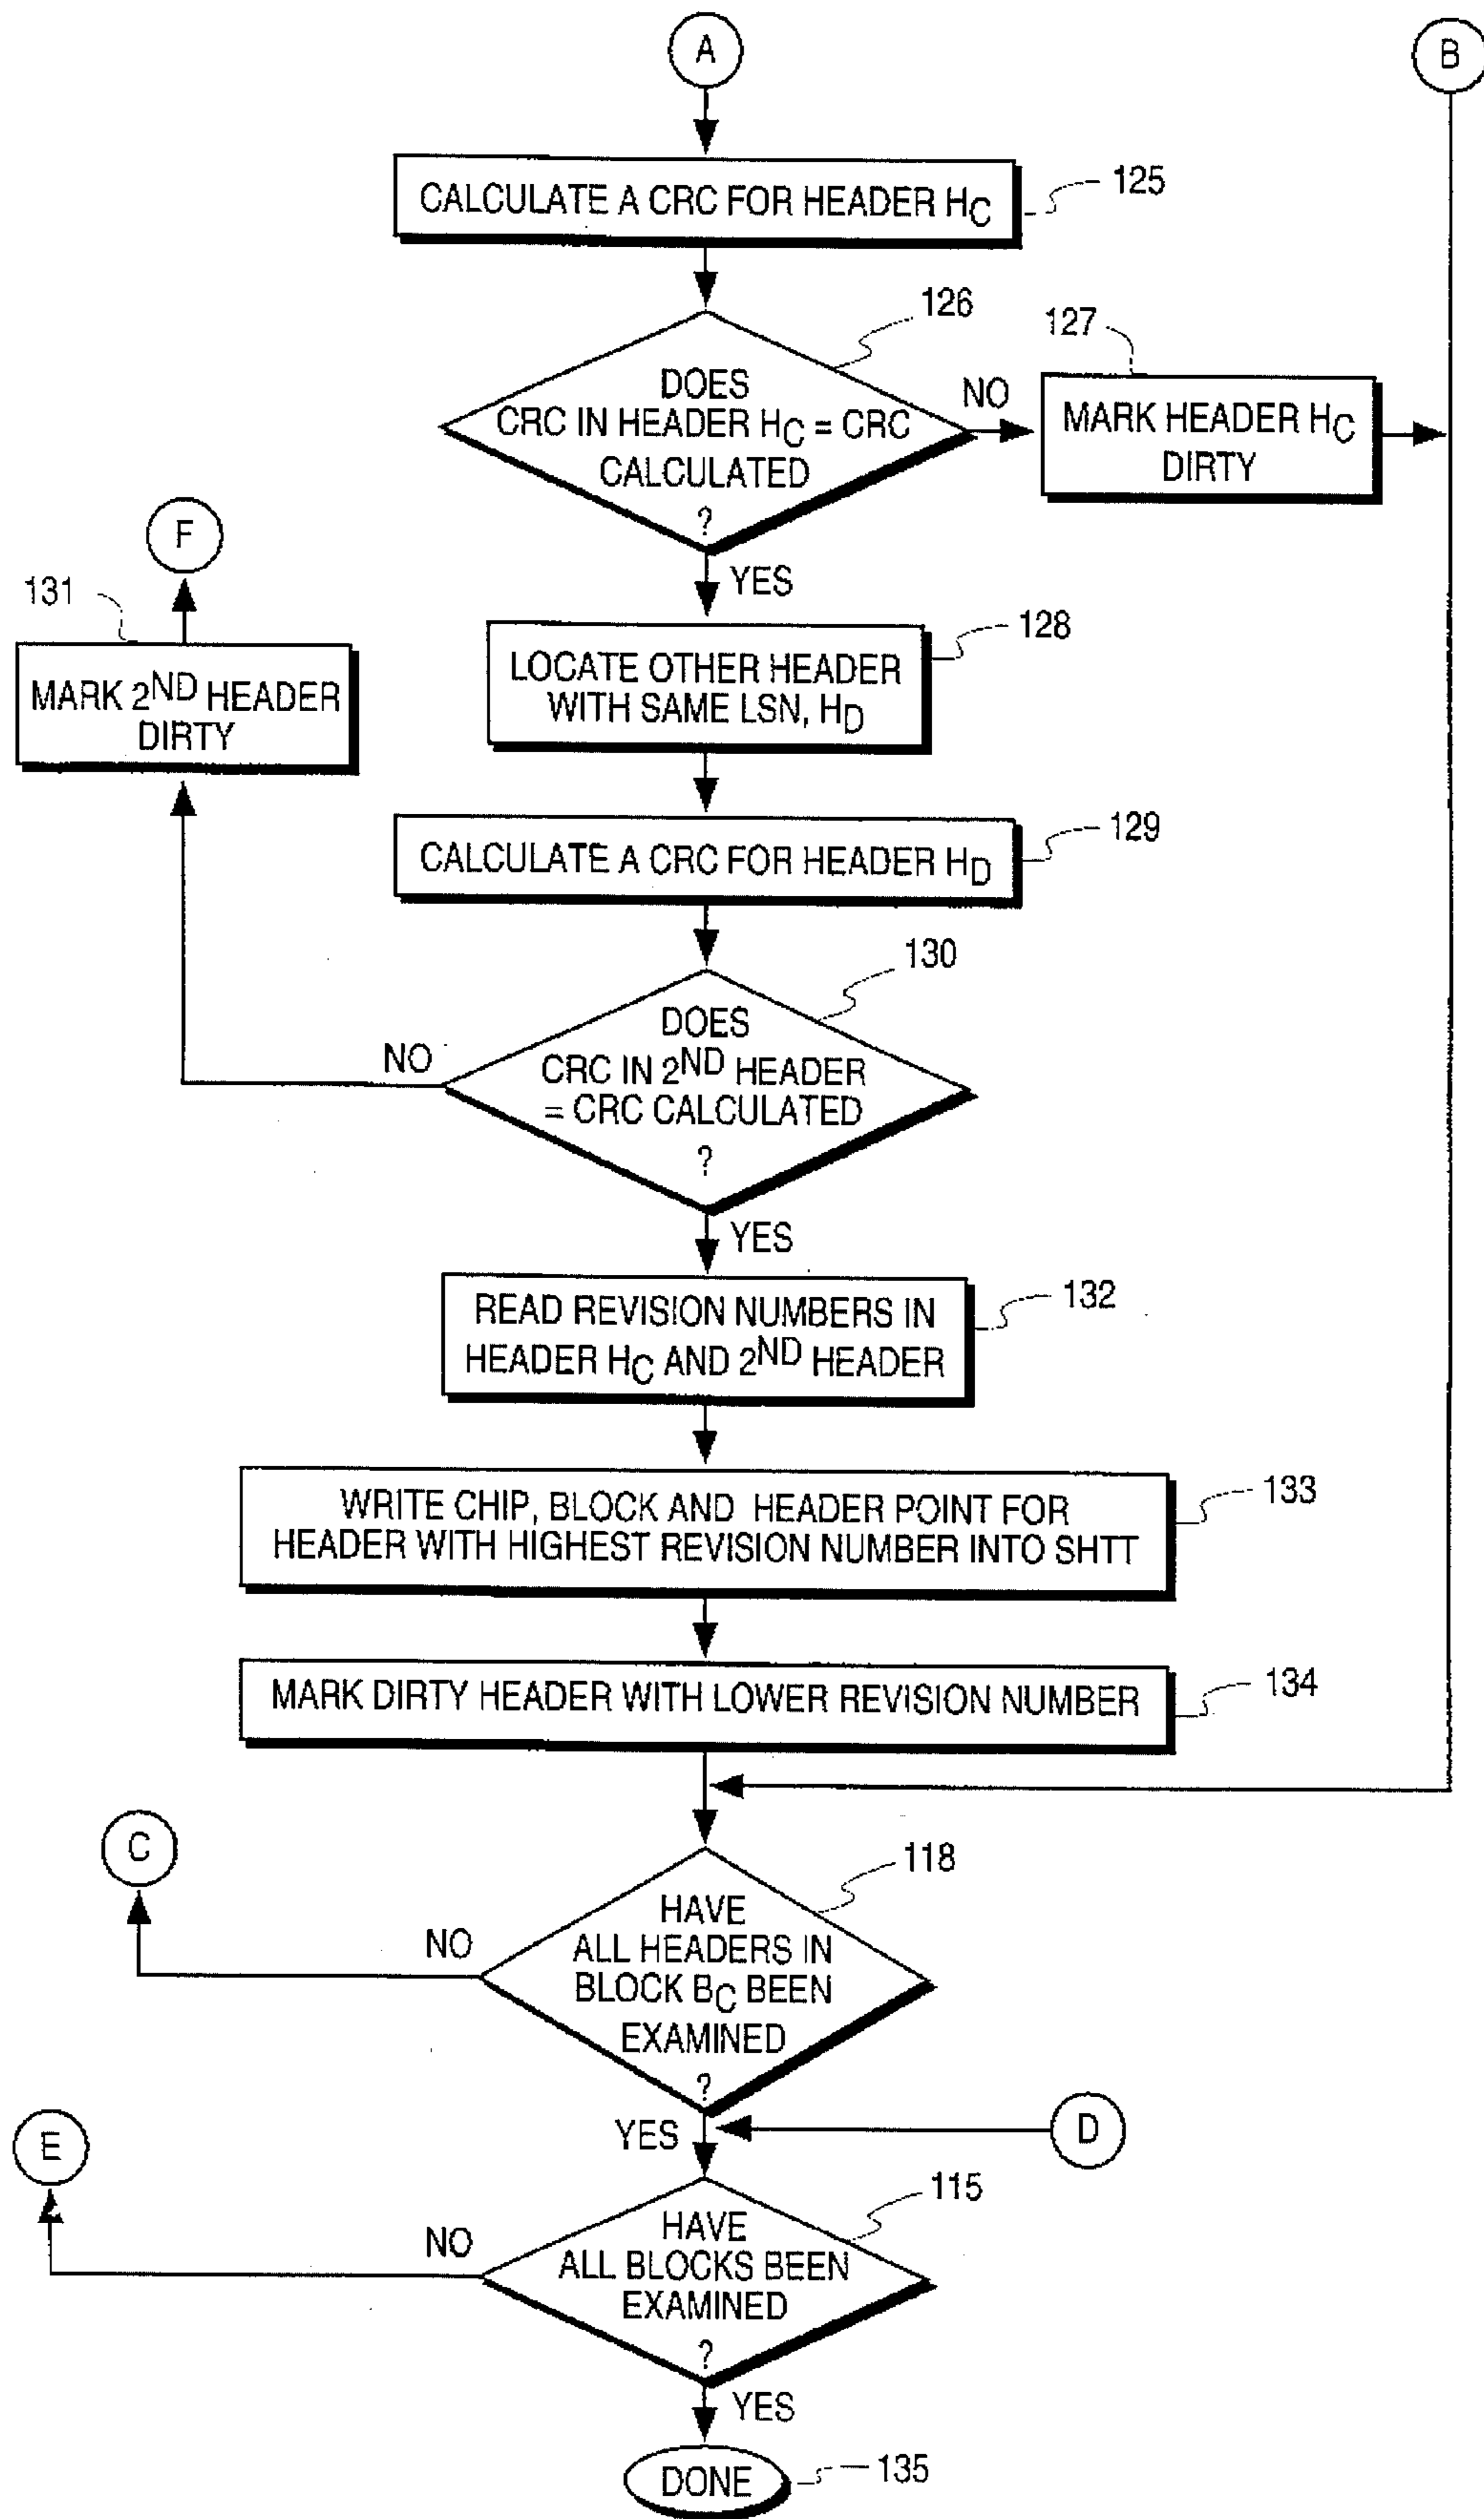 A
B
CALCULATE A CRC FOR HEADER HC
125
126
DOES
CRC IN HEADER HC = CRC
CALCULATED
?
NO
127
MARK HEADER HC
DIRTY
YES
F
131
MARK 2ND HEADER
DIRTY
128
LOCATE OTHER HEADER
WITH SAME LSN, HD
129
CALCULATE A CRC FOR HEADER HD
130
DOES
CRC IN 2ND HEADER
= CRC CALCULATED
?
NO
YES
132
READ REVISION NUMBERS IN
HEADER HC AND 2ND HEADER
133
WRITE CHIP, BLOCK AND HEADER POINT FOR
HEADER WITH HIGHEST REVISION NUMBER INTO SHTT
134
MARK DIRTY HEADER WITH LOWER REVISION NUMBER
C
118
HAVE
ALL HEADERS IN
BLOCK BC BEEN
EXAMINED
?
NO
YES
D
E
115
HAVE
ALL BLOCKS BEEN
EXAMINED
?
NO
YES
DONE
135